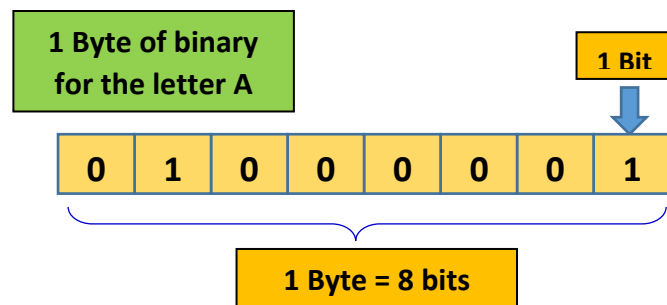 1 Byte of binary
for the letter A
1 Bit
0 1 0 0 0 0 0 1
1 Byte = 8 bits